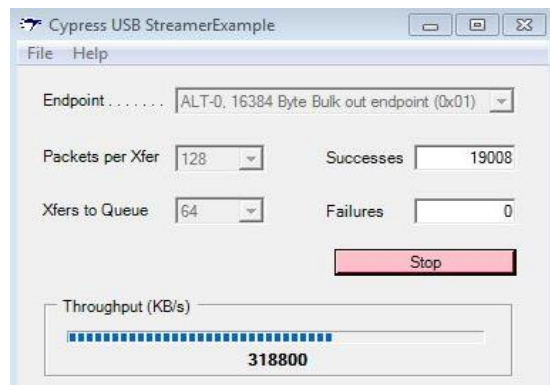 Cypress USB StreamerExample
File Help
Endpoint . . . . . . . ALT-0, 16384 Byte Bulk out endpoint (0x01)
Packets per Xfer 128 Successes 19008
Xfers to Queue 64 Failures 0
Stop
Throughput (KB/s)
318800